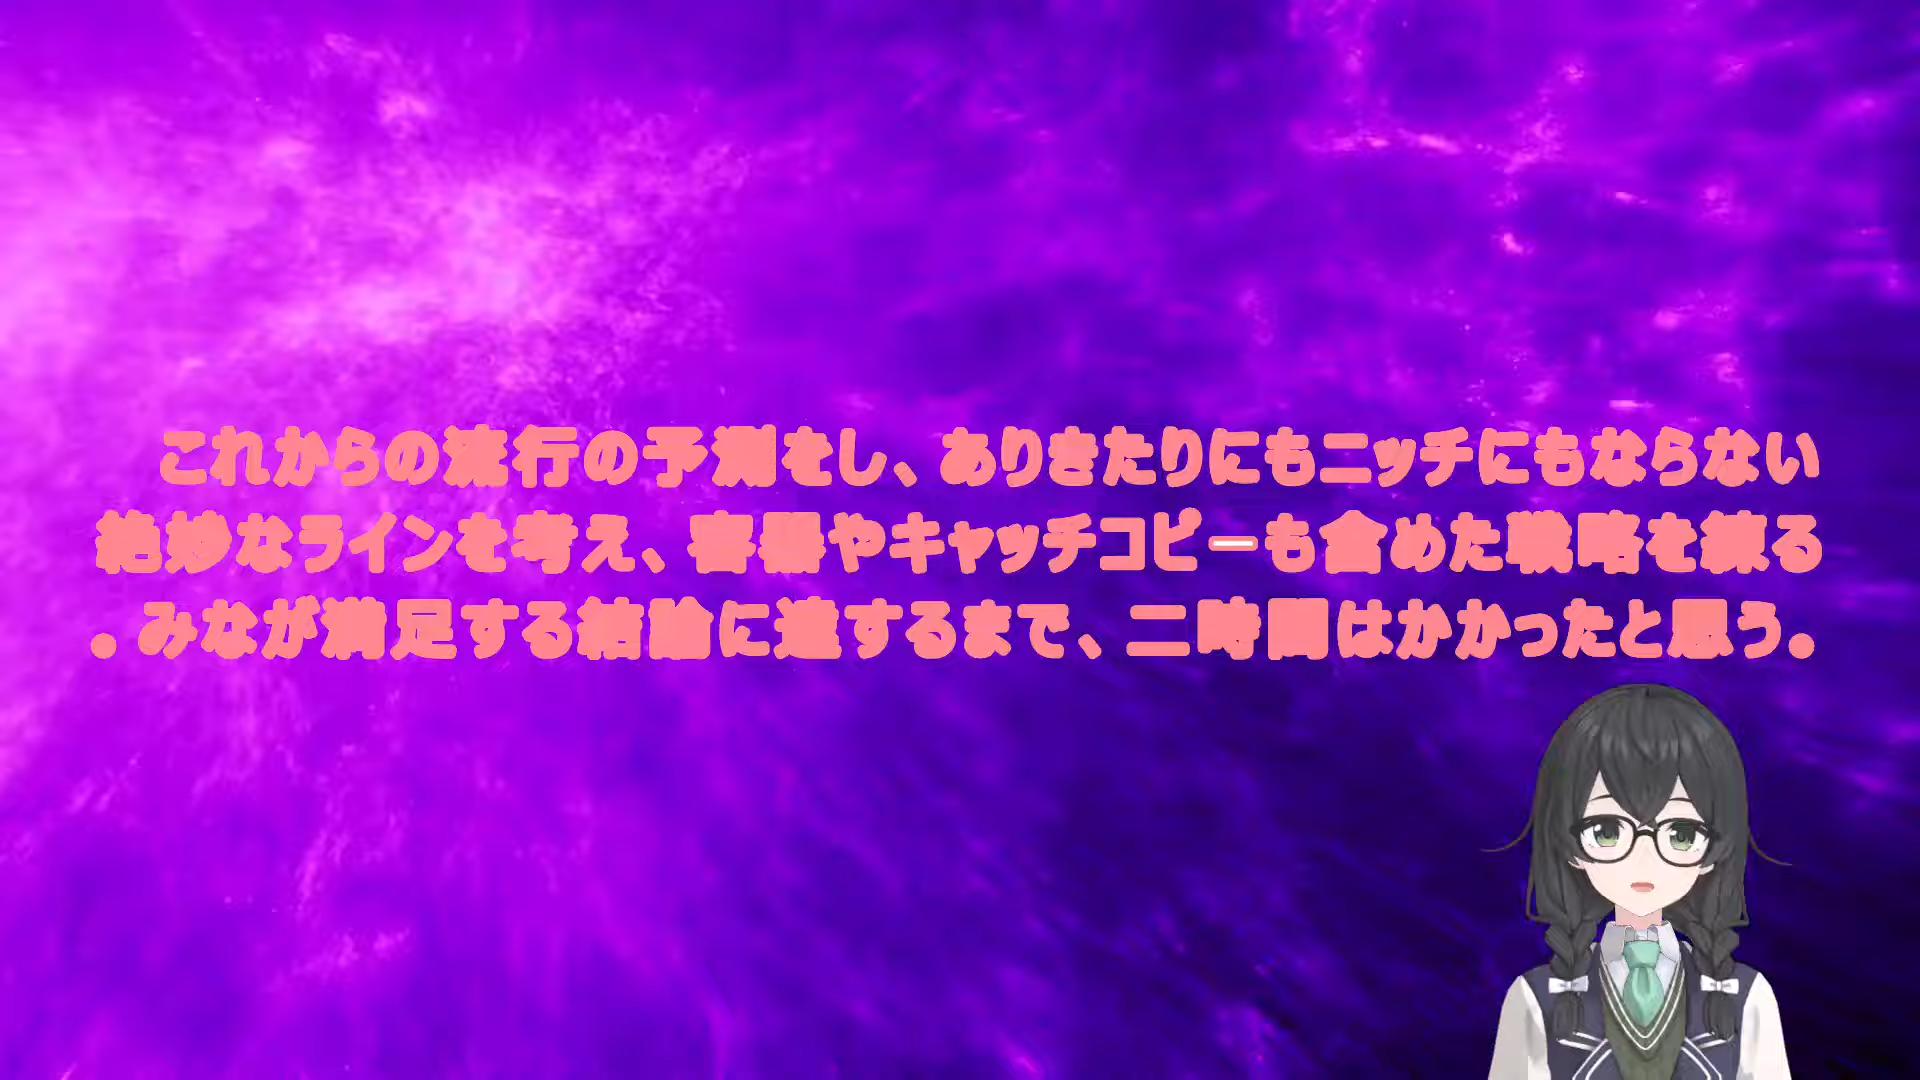 これからの流行の予測をし、ありきたりにもニッチにもならない
絶妙なラインを考え、容器やキャッチコピーも含めた戦略を練る
。みなが満足する結論に達するまで、二時間はかかったと思う。